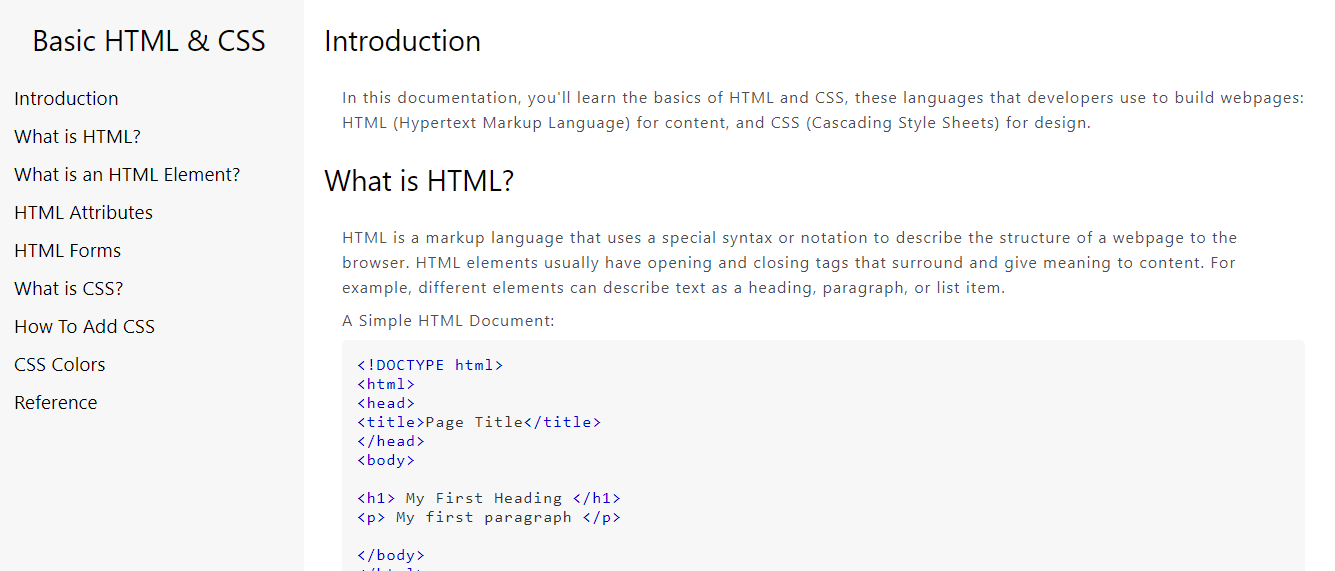 Basic HTML & CSS
Introduction
What is HTML?
What is an HTML Element?
HTML Attributes
HTML Forms
What is CSS?
How To Add CSS
CSS Colors
Reference
Introduction
In this documentation, you'll learn the basics of HTML and CSS, these languages that developers use to build webpages:
HTML (Hypertext Markup Language) for content, and CSS (Cascading Style Sheets) for design.
What is HTML?
HTML is a markup language that uses a special syntax or notation to describe the structure of a webpage to the
browser. HTML elements usually have opening and closing tags that surround and give meaning to content. For
example, different elements can describe text as a heading, paragraph, or list item.
A Simple HTML Document:
<!DOCTYPE html>
<html>
<head>
<title>Page Title</title>
</head>
<body>
<h1> My First Heading </h1>
<p> My first paragraph </p>
</body>